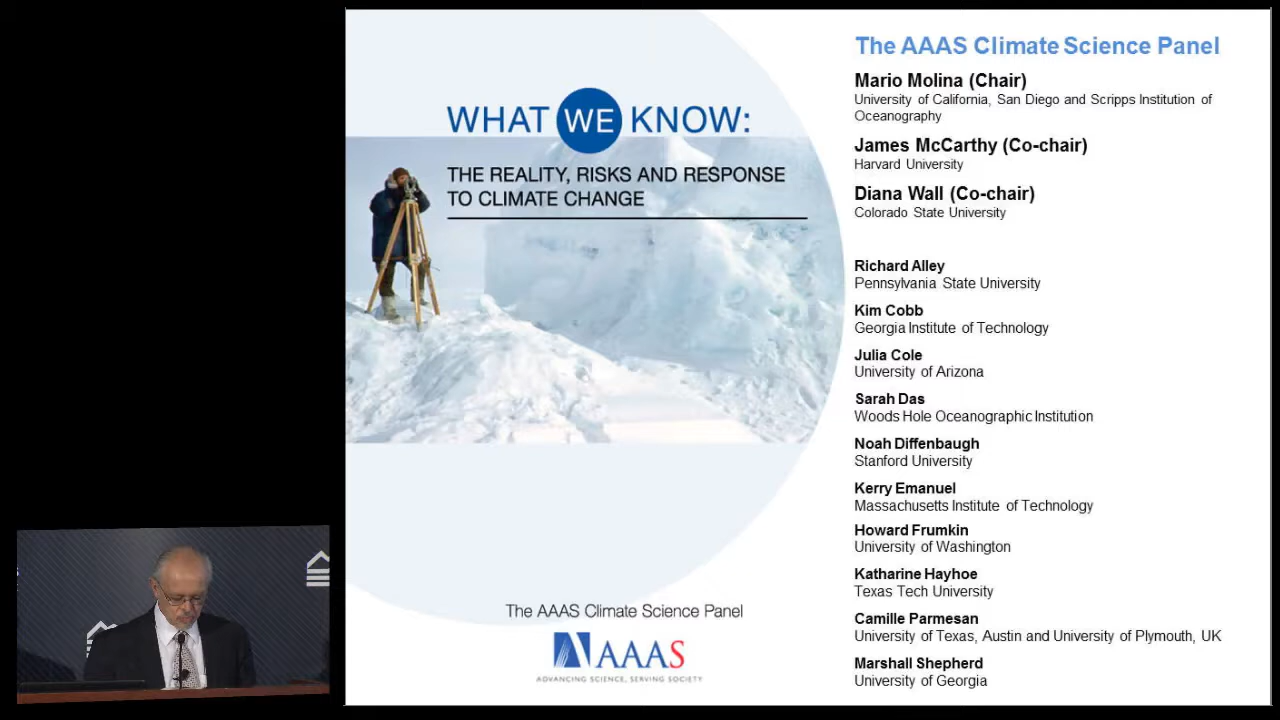 WHAT WE KNOW:
THE REALITY, RISKS AND RESPONSE
TO CLIMATE CHANGE
The AAAS Climate Science Panel
AAAS
ADVANCING SCIENCE, SERVING SOCIETY
The AAAS Climate Science Panel
Mario Molina (Chair)
University of California, San Diego and Scripps Institution of
Oceanography
James McCarthy (Co-chair)
Harvard University
Diana Wall (Co-chair)
Colorado State University
Richard Alley
Pennsylvania State University
Kim Cobb
Georgia Institute of Technology
Julia Cole
University of Arizona
Sarah Das
Woods Hole Oceanographic Institution
Noah Diffenbaugh
Stanford University
Kerry Emanuel
Massachusetts Institute of Technology
Howard Frumkin
University of Washington
Katharine Hayhoe
Texas Tech University
Camille Parmesan
University of Texas, Austin and University of Plymouth, UK
Marshall Shepherd
University of Georgia